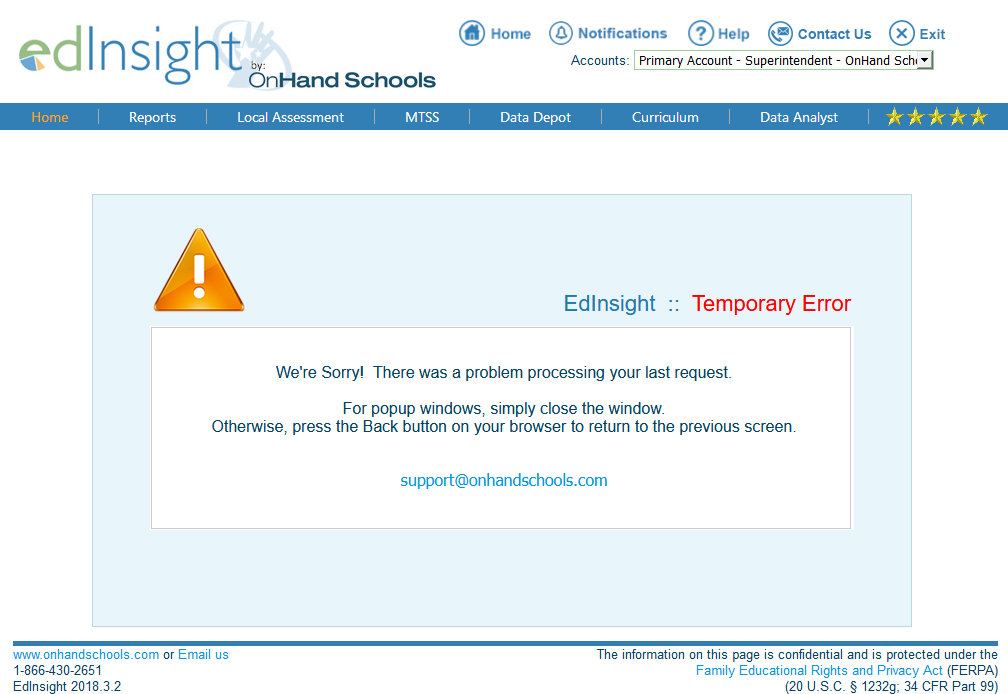 edInsight
by:
OnHand Schools
Home
Notifications
Help
Contact Us
Exit
Accounts: Primary Account - Superintendent - OnHand Scho
Home
Reports
Local Assessment
MTSS
Data Depot
Curriculum
Data Analyst
EdInsight :: Temporary Error
We're Sorry! There was a problem processing your last request.
For popup windows, simply close the window.
Otherwise, press the Back button on your browser to return to the previous screen.
support@onhandschools.com
www.onhandschools.com or Email us
1-866-430-2651
EdInsight 2018.3.2
The information on this page is confidential and is protected under the
Family Educational Rights and Privacy Act (FERPA)
(20 U.S.C. § 1232g; 34 CFR Part 99)